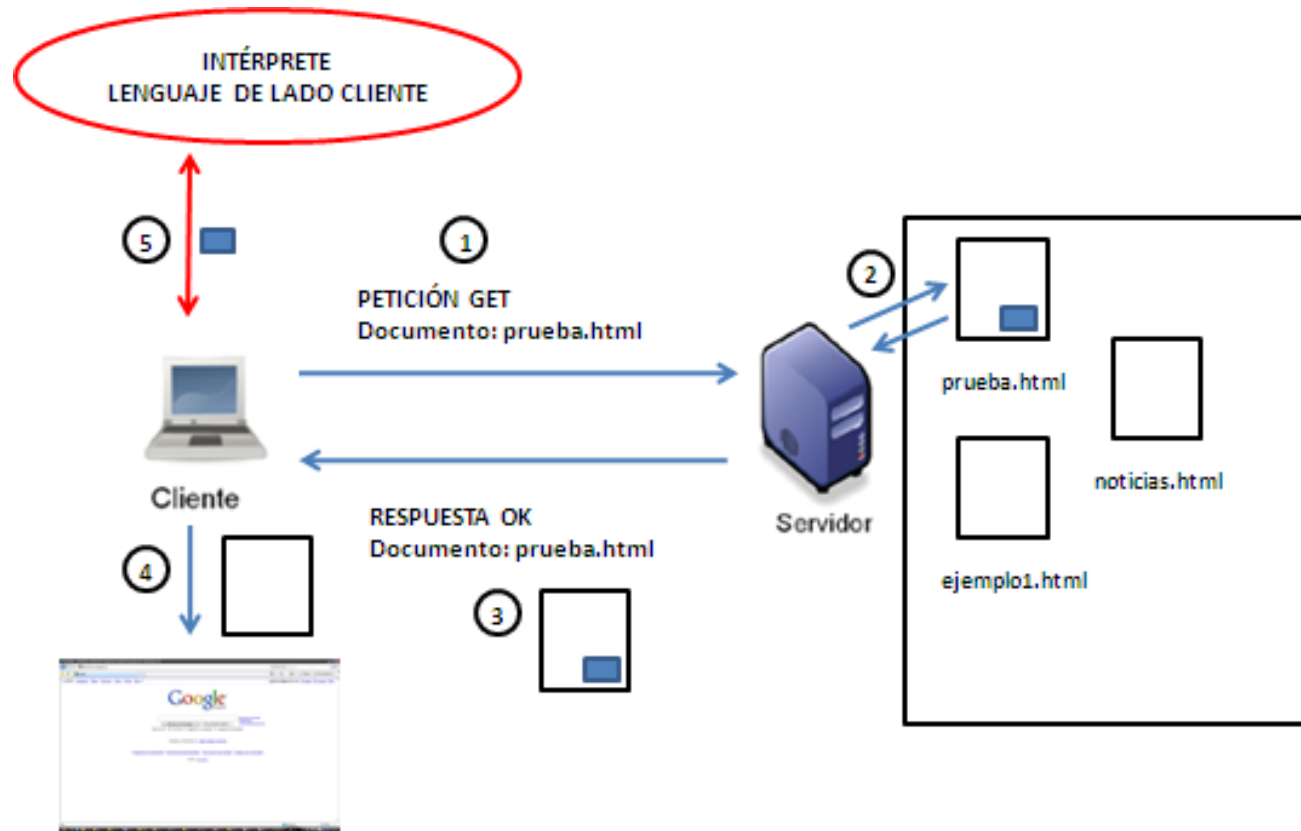 INTÉRPRETE
LENGUAJE DE LADO CLIENTE
5
1
2
PETICIÓN GET
Documento: prueba.html
prueba.html
noticias.html
Cliente
RESPUESTA OK
Documento: prueba.html
Servidor
ejemplo1.html
4
3
Google